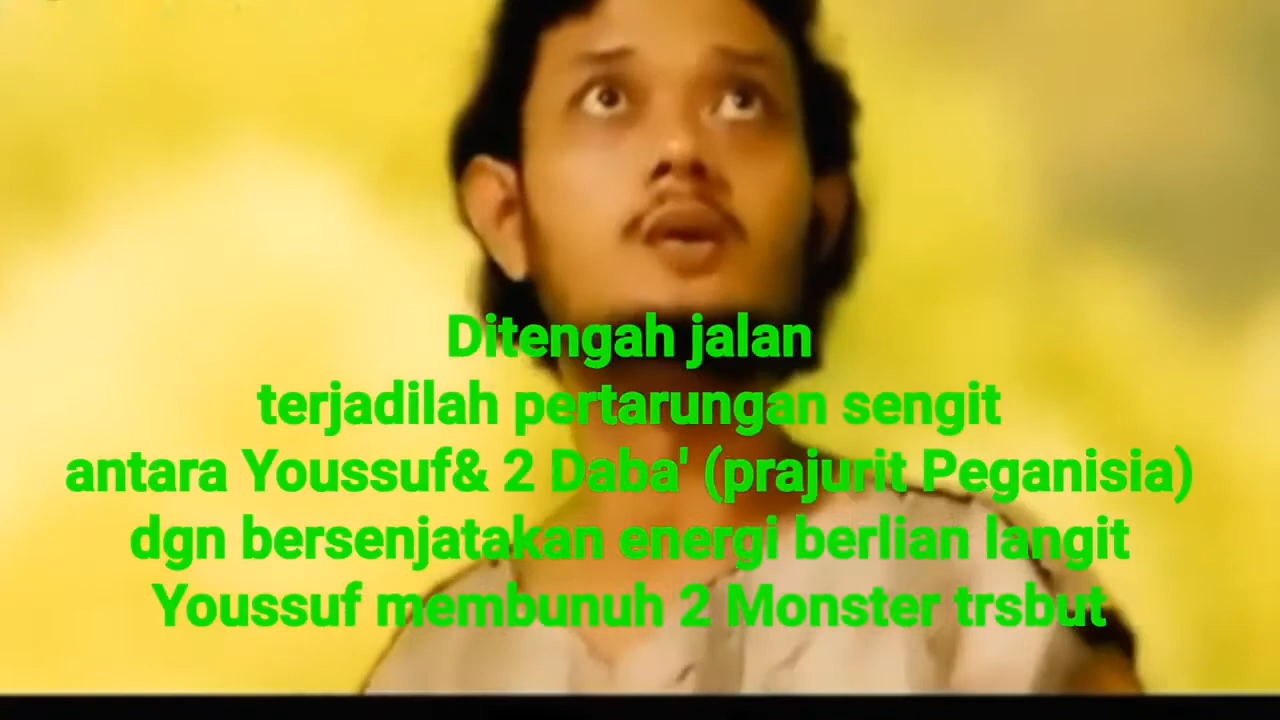 Ditengah jalan
terjadilah pertarungan sengit
antara Youssuf& 2 Daba' (prajurit Peganisia)
dgn bersenjatakan energi berlian langit
Youssuf membunuh 2 Monster trsbut